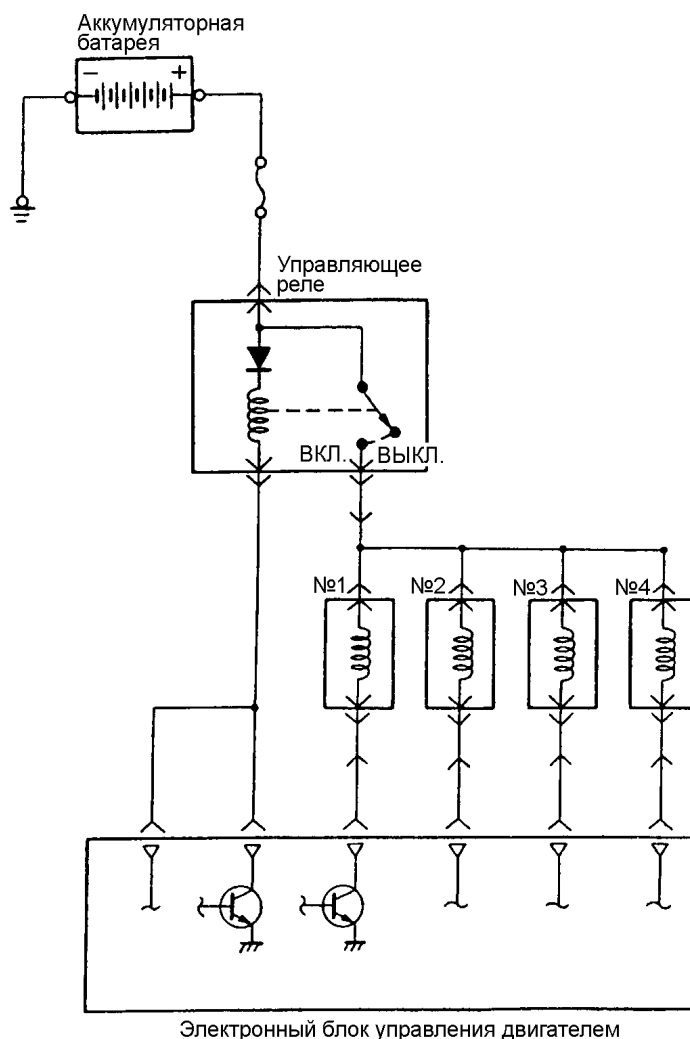 Аккумуляторная
батарея
− +
Управляющее
реле
ВКЛ. ВЫКЛ.
№1 №2 №3 №4
Электронный блок управления двигателем